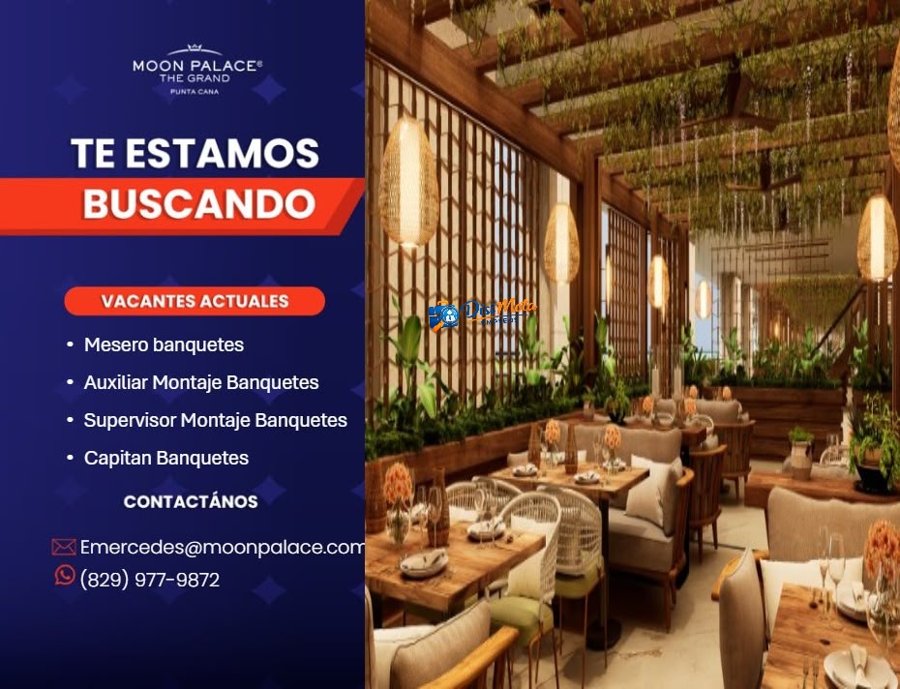 MOON PALACE®
THE GRAND
PUNTA CANA
TE ESTAMOS
BUSCANDO
VACANTES ACTUALES
• Mesero banquetes
• Auxiliar Montaje Banquetes
• Supervisor Montaje Banquetes
• Capitan Banquetes
CONTACTÁNOS
Emercedes@moonpalace.com
(829) 977-9872